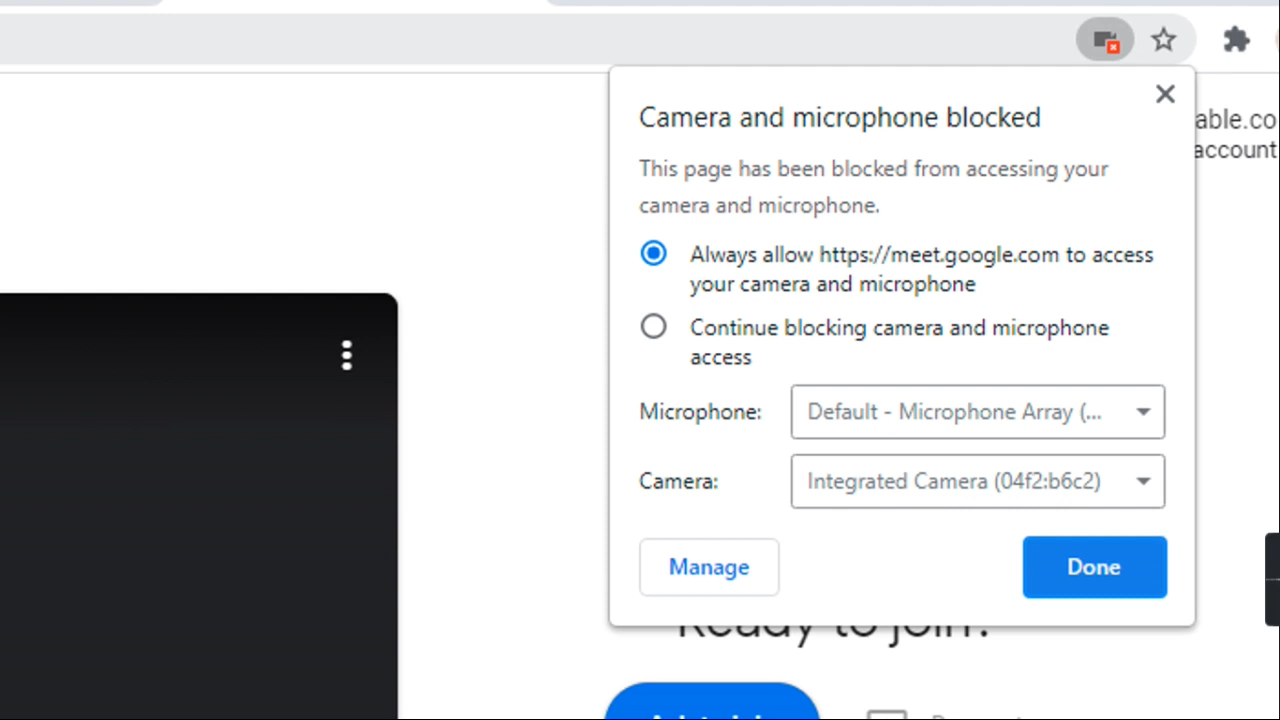 able.co
account
Camera and microphone blocked
This page has been blocked from accessing your
camera and microphone.
Always allow https://meet.google.com to access
your camera and microphone
Continue blocking camera and microphone
access
Microphone: Default - Microphone Array (...
Camera: Integrated Camera (04f2:b6c2)
Manage Done
Ready to join?